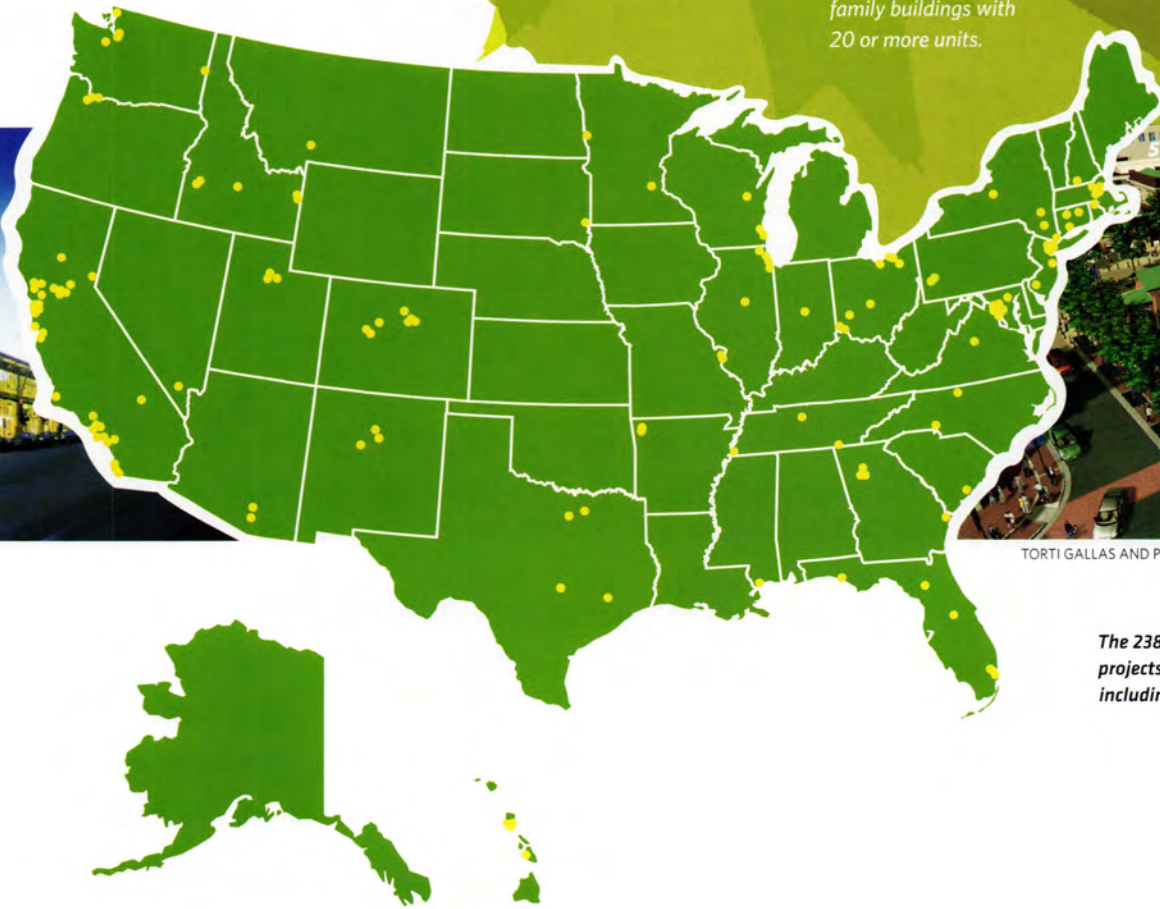 family buildings with
20 or more units.
TORTI GALLAS AND P
The 238
projects
includin